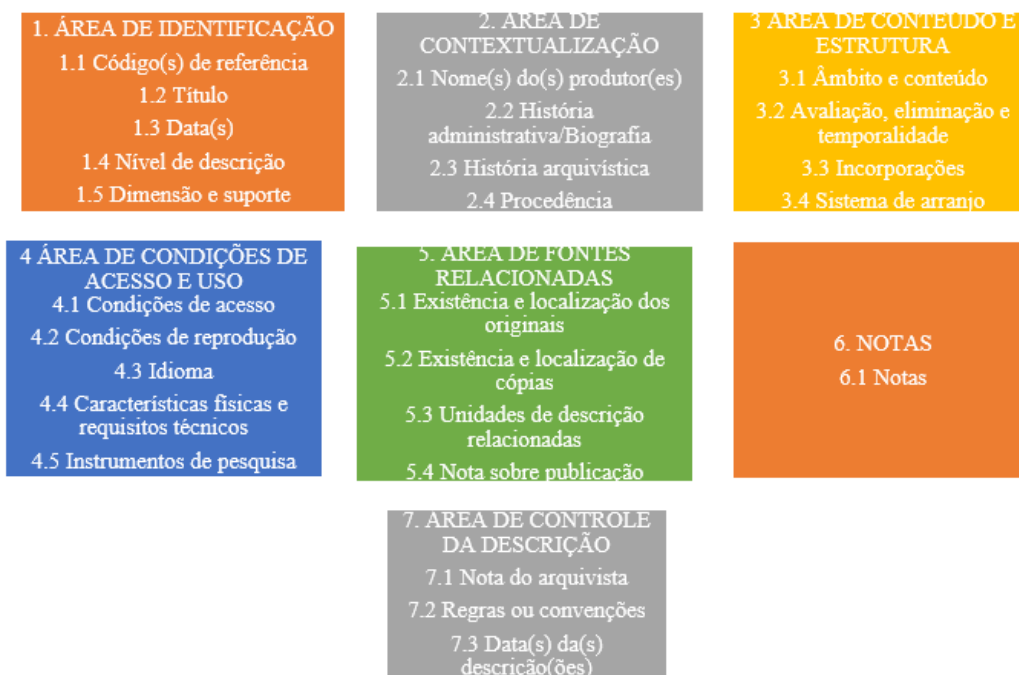 1. ÁREA DE IDENTIFICAÇÃO
1.1 Código(s) de referência
1.2 Título
1.3 Data(s)
1.4 Nível de descrição
1.5 Dimensão e suporte
2. ÁREA DE
CONTEXTUALIZAÇÃO
2.1 Nome(s) do(s) produtor(es)
2.2 História
administrativa/Biografia
2.3 História arquivística
2.4 Procedência
3 ÁREA DE CONTEÚDO E
ESTRUTURA
3.1 Âmbito e conteúdo
3.2 Avaliação, eliminação e
temporalidade
3.3 Incorporações
3.4 Sistema de arranjo
4 ÁREA DE CONDIÇÕES DE
ACESSO E USO
4.1 Condições de acesso
4.2 Condições de reprodução
4.3 Idioma
4.4 Características físicas e
requisitos técnicos
4.5 Instrumentos de pesquisa
5. ÁREA DE FONTES
RELACIONADAS
5.1 Existência e localização dos
originais
5.2 Existência e localização de
cópias
5.3 Unidades de descrição
relacionadas
5.4 Nota sobre publicação
6. NOTAS
6.1 Notas
7. ÁREA DE CONTROLE
DA DESCRIÇÃO
7.1 Nota do arquivista
7.2 Regras ou convenções
7.3 Data(s) da(s)
descrição(ões)